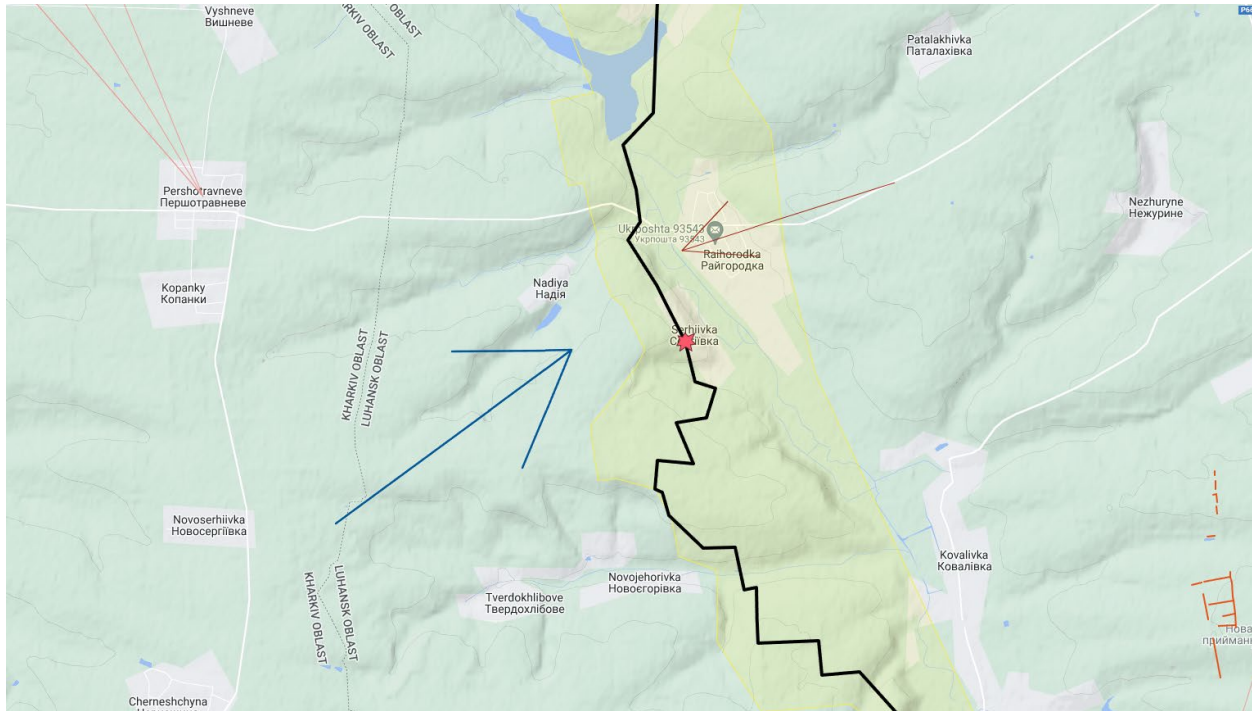 Vyshneve
Вишневе
KHARKIV OBLAST
OBLAST
Patalakhivka
Паталахівка
Pershotravneve
Першотравневе
Nezhuryne
Нежурине
Ukrposhta 93543
Укрпошта 93543
Raihorodka
Райгородка
Nadiya
Надія
Kopanky
Копанки
Serhiivka
KHARKIV OBLAST
LUHANSK OBLAST
Novoserhiivka
Новосергіївка
Kovalivka
Ковалівка
KHARKIV OBLAST
LUHANSK OBLAST
Novojehorivka
Новоєгорівка
Tverdokhlibove
Твердохлібове
Нова
Cherneshchyna